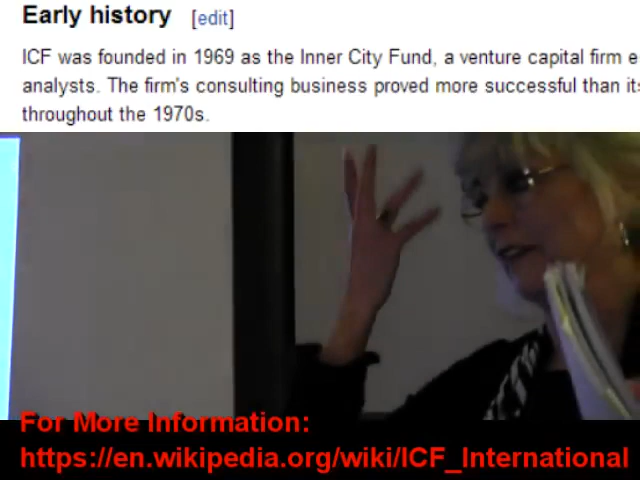 Early history [edit]
ICF was founded in 1969 as the Inner City Fund, a venture capital firm
analysts. The firm's consulting business proved more successful than
throughout the 1970s.
For More Information:
https://en.wikipedia.org/wiki/ICF_International